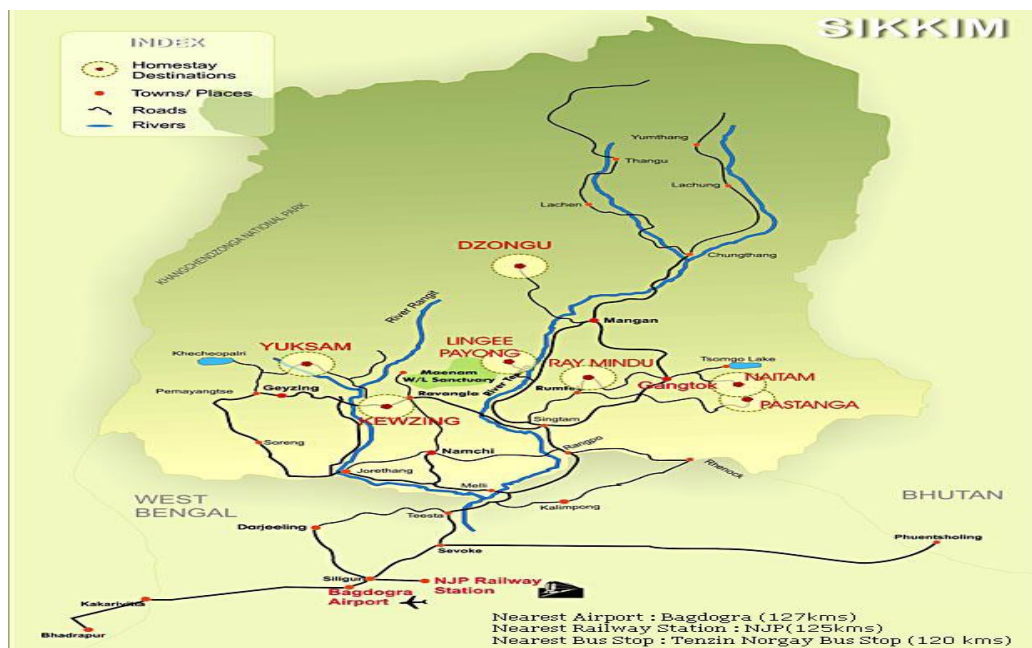 SIKKIM
INDEX
Homestay
Destinations
Towns/ Places
Roads
Rivers
Yumthang
Thangu
Lachung
Lachen
KHANGCHENDZONGA NATIONAL PARK
DZONGU
Chungthang
River Rangit
Mangan
YUKSAM
LINGEE
PAYONG
RAY MINDU
Khecheopalri
Maenam
W/L Sanctuary
Tsomgo Lake
Gangtok
NAITAM
Pemayangtse
Geyzing
Ravangla
PASTANGA
KEWZING
Singtam
Soreng
Namchi
Rangpo
Jorethang
Rhenock
Melli
WEST
BENGAL
Kalimpong
BHUTAN
Teesta
Darjeeling
Sevoke
Phuentsholing
Siliguri
NJP Railway
Station
Bagdogra
Airport
Kakarivitta
Bhadrapur
Nearest Airport : Bagdogra (127kms)
Nearest Railway Station : NJP(125kms)
Nearest Bus Stop : Tenzin Norgay Bus Stop (120 kms)